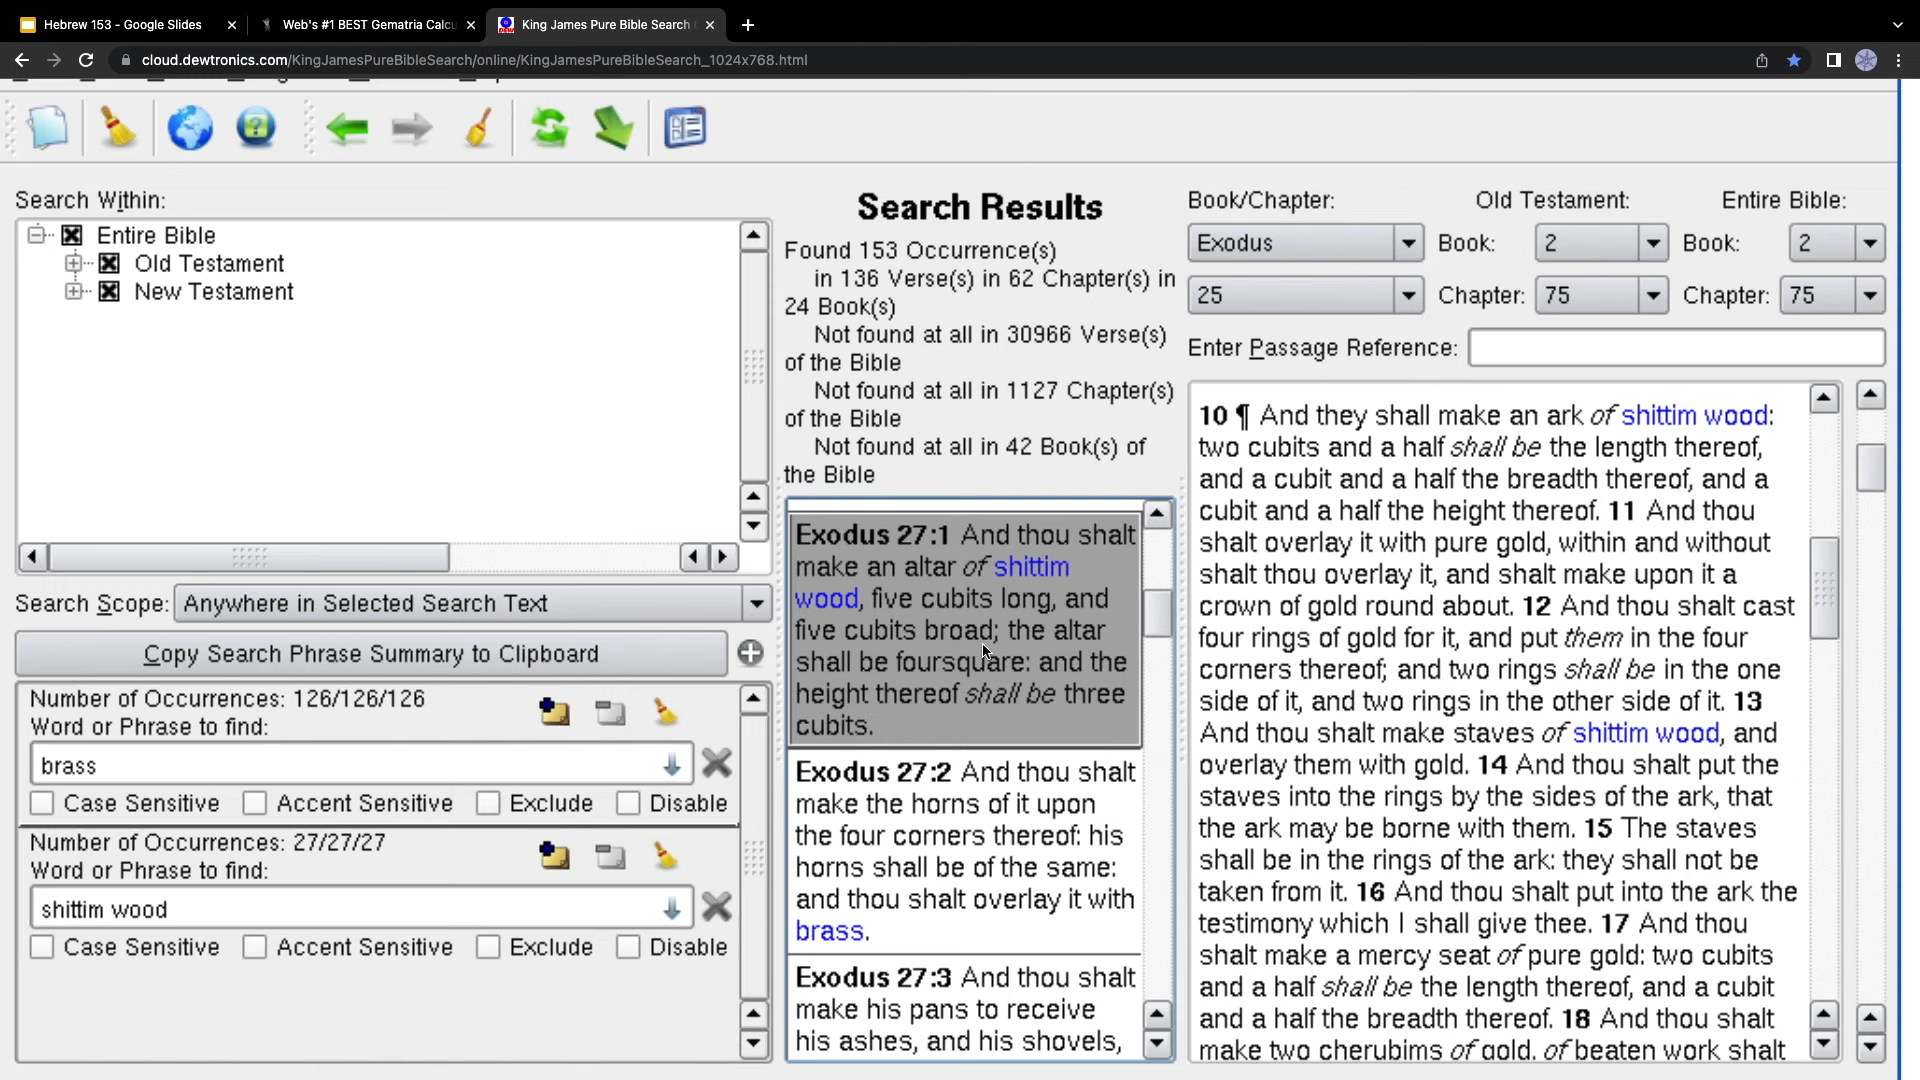 Hebrew 153 - Google Slides
Web's #1 BEST Gematria Calcu
King James Pure Bible Search
cloud.dewtronics.com/KingJamesPureBibleSearch/online/KingJamesPureBibleSearch_1024x768.html
Search Within:
Entire Bible
Old Testament
New Testament
Search Scope: Anywhere in Selected Search Text
Copy Search Phrase Summary to Clipboard
Number of Occurrences: 126/126/126
Word or Phrase to find:
brass
Case Sensitive Accent Sensitive Exclude Disable
Number of Occurrences: 27/27/27
Word or Phrase to find:
shittim wood
Case Sensitive Accent Sensitive Exclude Disable
Search Results
Found 153 Occurrence(s)
in 136 Verse(s) in 62 Chapter(s) in
24 Book(s)
Not found at all in 30966 Verse(s)
of the Bible
Not found at all in 1127 Chapter(s)
of the Bible
Not found at all in 42 Book(s) of
the Bible
Exodus 27:1 And thou shalt
make an altar of shittim
wood, five cubits long, and
five cubits broad; the altar
shall be foursquare: and the
height thereof shall be three
cubits.
Exodus 27:2 And thou shalt
make the horns of it upon
the four corners thereof: his
horns shall be of the same:
and thou shalt overlay it with
brass.
Exodus 27:3 And thou shalt
make his pans to receive
his ashes, and his shovels,
Book/Chapter: Old Testament: Entire Bible:
Exodus Book: 2 Book: 2
25 Chapter: 75 Chapter: 75
Enter Passage Reference:
10 ¶ And they shall make an ark of shittim wood:
two cubits and a half shall be the length thereof,
and a cubit and a half the breadth thereof, and a
cubit and a half the height thereof. 11 And thou
shalt overlay it with pure gold, within and without
shalt thou overlay it, and shalt make upon it a
crown of gold round about. 12 And thou shalt cast
four rings of gold for it, and put them in the four
corners thereof; and two rings shall be in the one
side of it, and two rings in the other side of it. 13
And thou shalt make staves of shittim wood, and
overlay them with gold. 14 And thou shalt put the
staves into the rings by the sides of the ark, that
the ark may be borne with them. 15 The staves
shall be in the rings of the ark: they shall not be
taken from it. 16 And thou shalt put into the ark the
testimony which I shall give thee. 17 And thou
shalt make a mercy seat of pure gold: two cubits
and a half shall be the length thereof, and a cubit
and a half the breadth thereof. 18 And thou shalt
make two cherubims of gold, of beaten work shalt